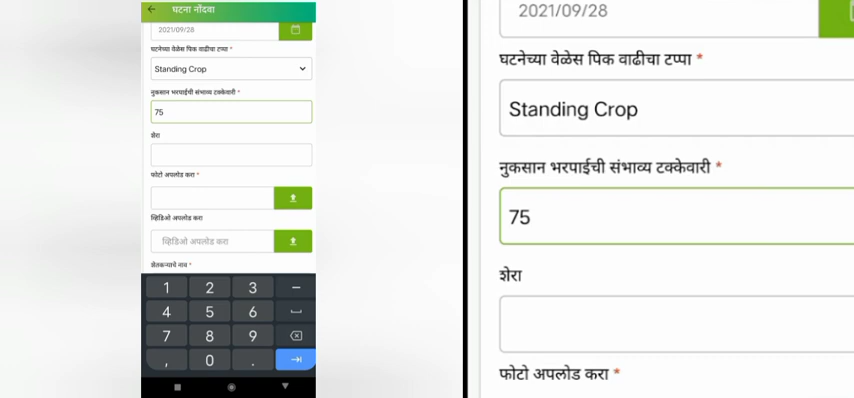 घटना नोंदवा
2021/09/28
घटनेच्या वेळेस पिक वाढीचा टप्पा *
Standing Crop
नुकसान भरपाईची संभाव्य टक्केवारी *
75
शेरा
फोटो अपलोड करा *
व्हिडिओ अपलोड करा
व्हिडिओ अपलोड करा
शेतकऱ्याचे नाव *
1 2 3 –
4 5 6
7 8 9
, 0 .
2021/09/28
घटनेच्या वेळेस पिक वाढीचा टप्पा *
Standing Crop
नुकसान भरपाईची संभाव्य टक्केवारी *
75
शेरा
फोटो अपलोड करा *